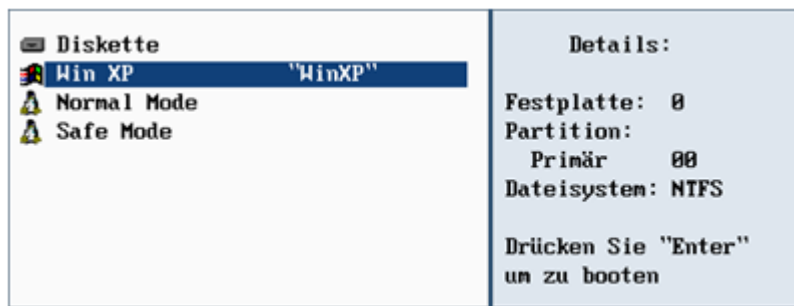 Diskette
Win XP "WinXP"
Normal Mode
Safe Mode
Details:
Festplatte: 0
Partition:
Primär 00
Dateisystem: NTFS
Drücken Sie "Enter"
um zu booten